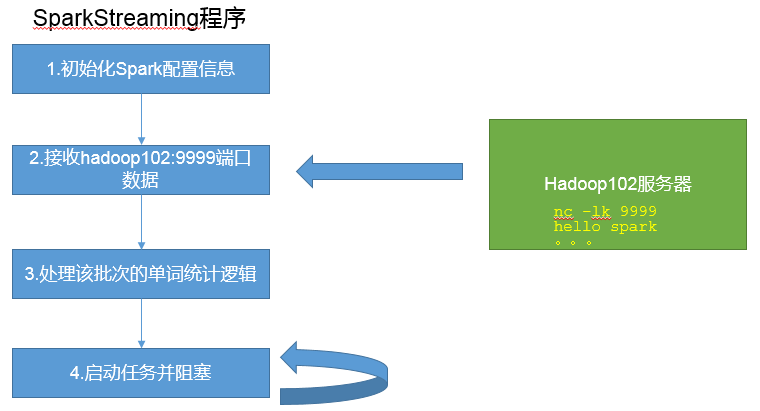 SparkStreaming程序
1.初始化Spark配置信息
2.接收hadoop102:9999端口
数据
3.处理该批次的单词统计逻辑
4.启动任务并阻塞
Hadoop102服务器
nc -lk 9999
hello spark
。。。